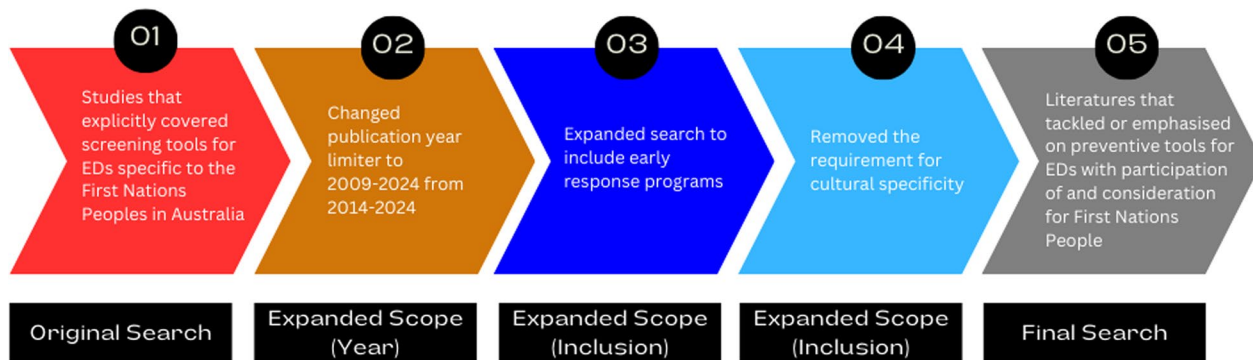 01
Studies that
explicitly covered
screening tools for
EDs specific to the
First Nations
Peoples in Australia
02
Changed
publication year
limiter to
2009-2024 from
2014-2024
03
Expanded search to
include early
response programs
04
Removed the
requirement for
cultural specificity
05
Literatures that
tackled or emphasised
on preventive tools for
EDs with participation
of and consideration
for First Nations
People
Original Search
Expanded Scope
(Year)
Expanded Scope
(Inclusion)
Expanded Scope
(Inclusion)
Final Search